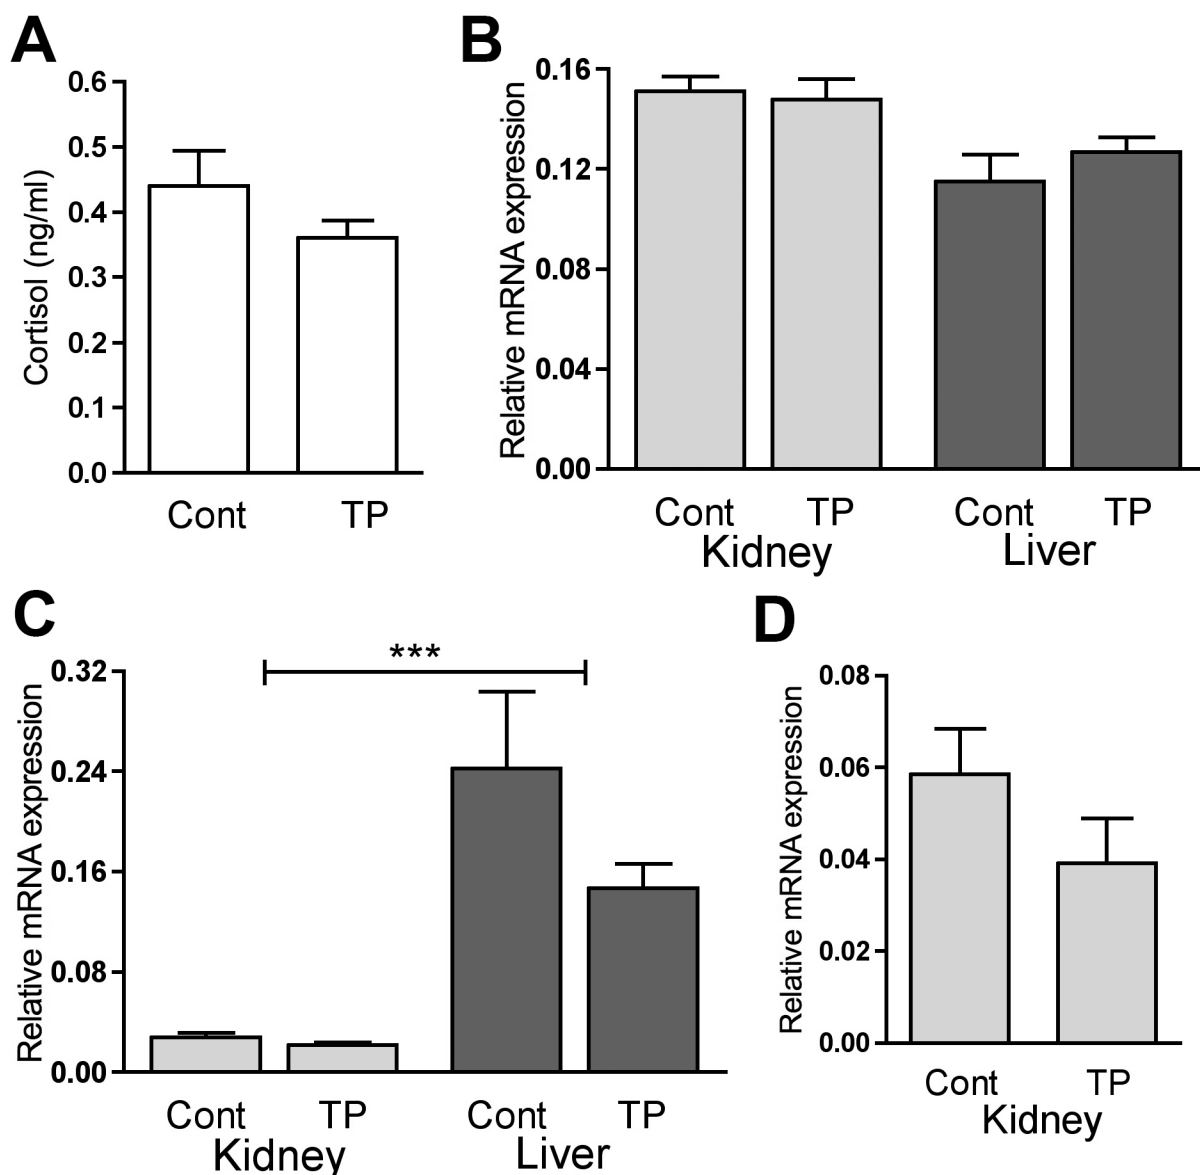 A
Cortisol (ng/ml)
0.6
0.5
0.4
0.3
0.2
0.1
0.0
Cont TP
B
Relative mRNA expression
0.16
0.12
0.08
0.04
0.00
Cont TP Cont TP
Kidney Liver
C
Relative mRNA expression
0.32
0.24
0.16
0.08
0.00
***
Cont TP Cont TP
Kidney Liver
D
Relative mRNA expression
0.08
0.06
0.04
0.02
0.00
Cont TP
Kidney